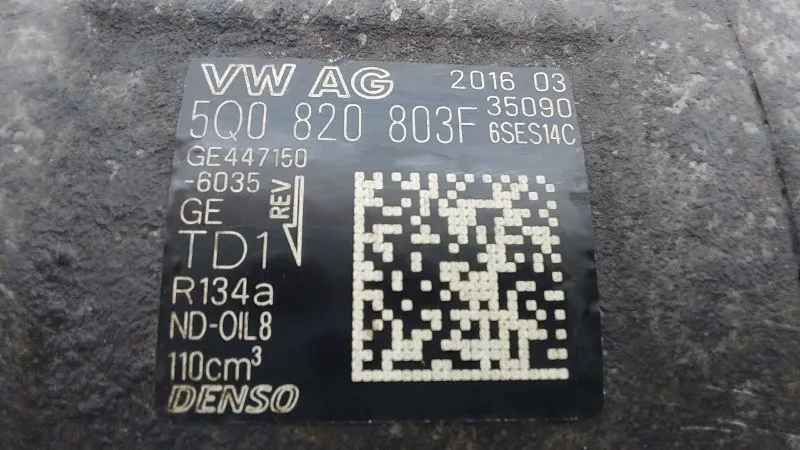 VW AG 2016 03
35090
5Q0 820 803F 6SES14C
GE447150
-6035
REV
GE
TD1
R134a
ND-OIL8
110cm³
DENSO